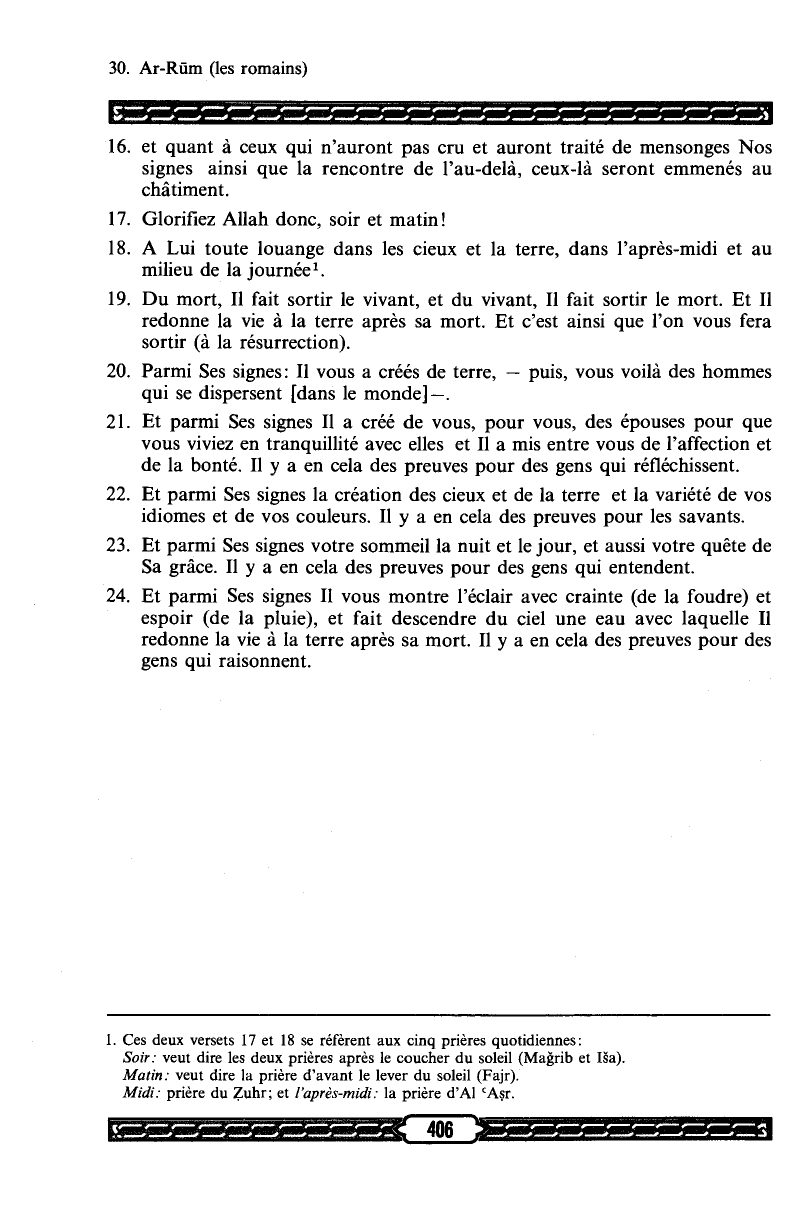 30. Ar-Rūm (les romains)
16. et quant à ceux qui n'auront pas cru et auront traité de mensonges Nos
signes ainsi que la rencontre de l'au-delà, ceux-là seront emmenés au
châtiment.
17. Glorifiez Allah donc, soir et matin!
18. A Lui toute louange dans les cieux et la terre, dans l'après-midi et au
milieu de la journée¹.
19. Du mort, Il fait sortir le vivant, et du vivant, Il fait sortir le mort. Et Il
redonne la vie à la terre après sa mort. Et c'est ainsi que l'on vous fera
sortir (à la résurrection).
20. Parmi Ses signes: Il vous a créés de terre, — puis, vous voilà des hommes
qui se dispersent [dans le monde]—.
21. Et parmi Ses signes Il a créé de vous, pour vous, des épouses pour que
vous viviez en tranquillité avec elles et Il a mis entre vous de l'affection et
de la bonté. Il y a en cela des preuves pour des gens qui réfléchissent.
22. Et parmi Ses signes la création des cieux et de la terre et la variété de vos
idiomes et de vos couleurs. Il y a en cela des preuves pour les savants.
23. Et parmi Ses signes votre sommeil la nuit et le jour, et aussi votre quête de
Sa grâce. Il y a en cela des preuves pour des gens qui entendent.
24. Et parmi Ses signes Il vous montre l'éclair avec crainte (de la foudre) et
espoir (de la pluie), et fait descendre du ciel une eau avec laquelle Il
redonne la vie à la terre après sa mort. Il y a en cela des preuves pour des
gens qui raisonnent.
1. Ces deux versets 17 et 18 se réfèrent aux cinq prières quotidiennes:
Soir: veut dire les deux prières après le coucher du soleil (Maǧrib et Iša).
Matin: veut dire la prière d'avant le lever du soleil (Fajr).
Midi: prière du Ẓuhr; et l'après-midi: la prière d'Al ʿAṣr.
406